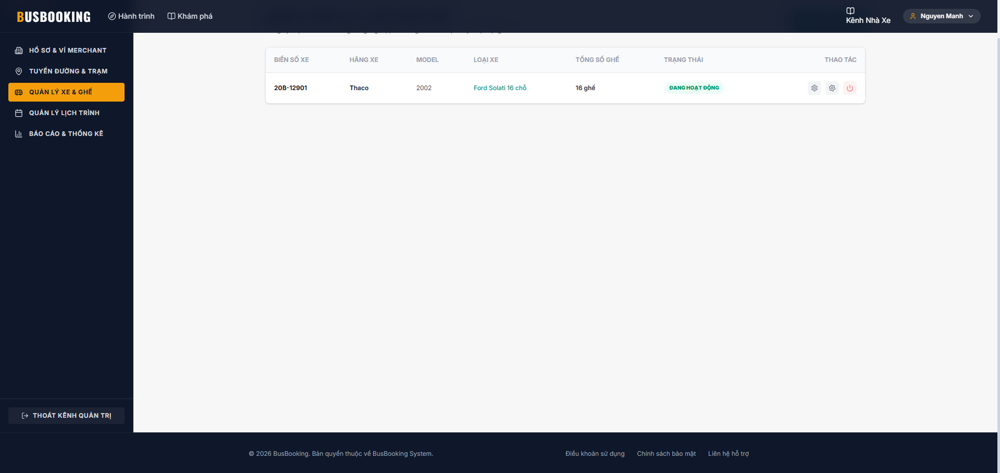 BUSBOOKING
Hành trình
Khám phá
Kênh Nhà Xe
Nguyen Manh
HỒ SƠ & VÍ MERCHANT
TUYẾN ĐƯỜNG & TRẠM
QUẢN LÝ XE & GHẾ
QUẢN LÝ LỊCH TRÌNH
BÁO CÁO & THỐNG KÊ
THOÁT KÊNH QUẢN TRỊ
BIỂN SỐ XE HÃNG XE MODEL LOẠI XE TỔNG SỐ GHẾ TRẠNG THÁI THAO TÁC
20B-12901 Thaco 2002 Ford Solati 16 chỗ 16 ghế ĐANG HOẠT ĐỘNG
© 2026 BusBooking. Bản quyền thuộc về BusBooking System.
Điều khoản sử dụng Chính sách bảo mật Liên hệ hỗ trợ